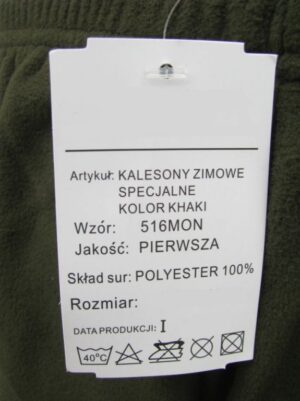 Artykuł: KALESONY ZIMOWE
SPECJALNE
KOLOR KHAKI
Wzór: 516MON
Jakość: PIERWSZA
Skład sur: POLYESTER 100%
Rozmiar:
DATA PRODUKCJI: I
40°C